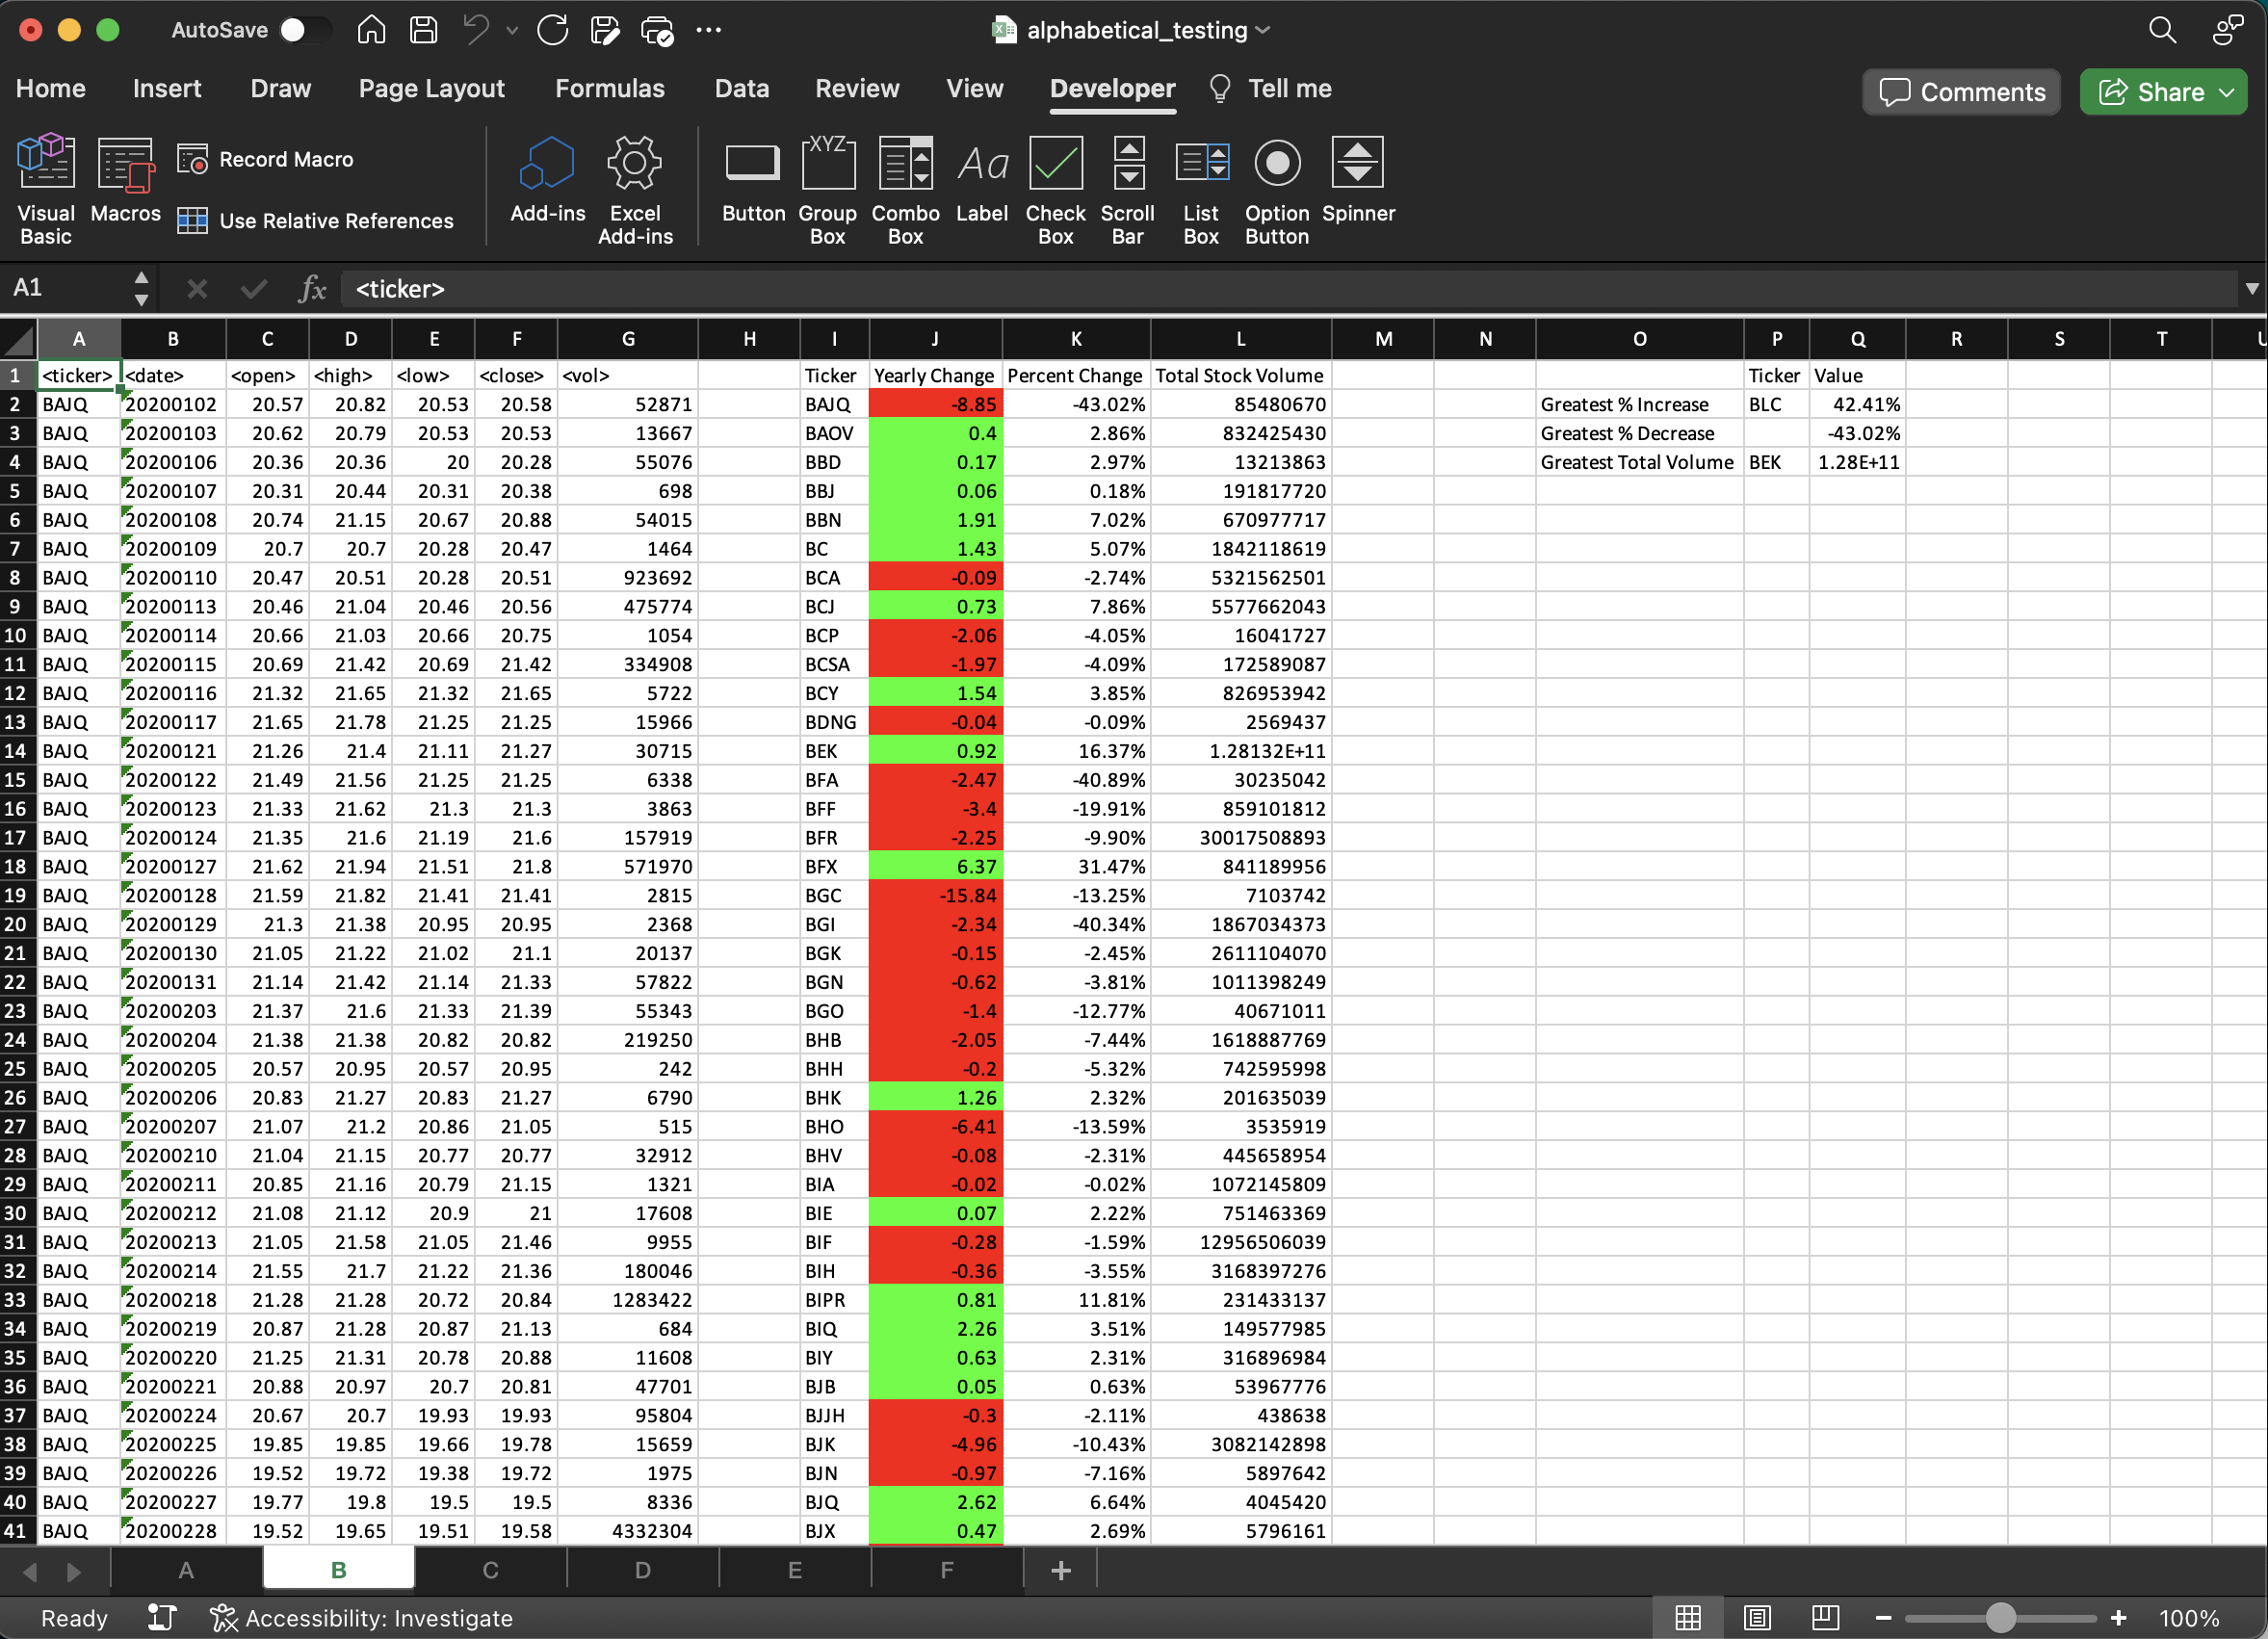 AutoSave
alphabetical_testing
Home Insert Draw Page Layout Formulas Data Review View Developer Tell me Comments Share
Visual Basic
Macros
Record Macro
Use Relative References
Add-ins
Excel Add-ins
XYZ
Aa
Button
Group Box
Combo Box
Label
Check Box
Scroll Bar
List Box
Option Button
Spinner
A1 fx <ticker>
A B C D E F G H I J K L M N O P Q R S T U
1 <ticker> <date> <open> <high> <low> <close> <vol> Ticker Yearly Change Percent Change Total Stock Volume Ticker Value
2 BAJQ 20200102 20.57 20.82 20.53 20.58 52871 BAJQ -8.85 -43.02% 85480670 Greatest % Increase BLC 42.41%
3 BAJQ 20200103 20.62 20.79 20.53 20.53 13667 BAOV 0.4 2.86% 832425430 Greatest % Decrease -43.02%
4 BAJQ 20200106 20.36 20.36 20 20.28 55076 BBD 0.17 2.97% 13213863 Greatest Total Volume BEK 1.28E+11
5 BAJQ 20200107 20.31 20.44 20.31 20.38 698 BBJ 0.06 0.18% 191817720
6 BAJQ 20200108 20.74 21.15 20.67 20.88 54015 BBN 1.91 7.02% 670977717
7 BAJQ 20200109 20.7 20.7 20.28 20.47 1464 BC 1.43 5.07% 1842118619
8 BAJQ 20200110 20.47 20.51 20.28 20.51 923692 BCA -0.09 -2.74% 5321562501
9 BAJQ 20200113 20.46 21.04 20.46 20.56 475774 BCJ 0.73 7.86% 5577662043
10 BAJQ 20200114 20.66 21.03 20.66 20.75 1054 BCP -2.06 -4.05% 16041727
11 BAJQ 20200115 20.69 21.42 20.69 21.42 334908 BCSA -1.97 -4.09% 172589087
12 BAJQ 20200116 21.32 21.65 21.32 21.65 5722 BCY 1.54 3.85% 826953942
13 BAJQ 20200117 21.65 21.78 21.25 21.25 15966 BDNG -0.04 -0.09% 2569437
14 BAJQ 20200121 21.26 21.4 21.11 21.27 30715 BEK 0.92 16.37% 1.28132E+11
15 BAJQ 20200122 21.49 21.56 21.25 21.25 6338 BFA -2.47 -40.89% 30235042
16 BAJQ 20200123 21.33 21.62 21.3 21.3 3863 BFF -3.4 -19.91% 859101812
17 BAJQ 20200124 21.35 21.6 21.19 21.6 157919 BFR -2.25 -9.90% 30017508893
18 BAJQ 20200127 21.62 21.94 21.51 21.8 571970 BFX 6.37 31.47% 841189956
19 BAJQ 20200128 21.59 21.82 21.41 21.41 2815 BGC -15.84 -13.25% 7103742
20 BAJQ 20200129 21.3 21.38 20.95 20.95 2368 BGI -2.34 -40.34% 1867034373
21 BAJQ 20200130 21.05 21.22 21.02 21.1 20137 BGK -0.15 -2.45% 2611104070
22 BAJQ 20200131 21.14 21.42 21.14 21.33 57822 BGN -0.62 -3.81% 1011398249
23 BAJQ 20200203 21.37 21.6 21.33 21.39 55343 BGO -1.4 -12.77% 40671011
24 BAJQ 20200204 21.38 21.38 20.82 20.82 219250 BHB -2.05 -7.44% 1618887769
25 BAJQ 20200205 20.57 20.95 20.57 20.95 242 BHH -0.2 -5.32% 742595998
26 BAJQ 20200206 20.83 21.27 20.83 21.27 6790 BHK 1.26 2.32% 201635039
27 BAJQ 20200207 21.07 21.2 20.86 21.05 515 BHO -6.41 -13.59% 3535919
28 BAJQ 20200210 21.04 21.15 20.77 20.77 32912 BHV -0.08 -2.31% 445658954
29 BAJQ 20200211 20.85 21.16 20.79 21.15 1321 BIA -0.02 -0.02% 1072145809
30 BAJQ 20200212 21.08 21.12 20.9 21 17608 BIE 0.07 2.22% 751463369
31 BAJQ 20200213 21.05 21.58 21.05 21.46 9955 BIF -0.28 -1.59% 12956506039
32 BAJQ 20200214 21.55 21.7 21.22 21.36 180046 BIH -0.36 -3.55% 3168397276
33 BAJQ 20200218 21.28 21.28 20.72 20.84 1283422 BIPR 0.81 11.81% 231433137
34 BAJQ 20200219 20.87 21.28 20.87 21.13 684 BIQ 2.26 3.51% 149577985
35 BAJQ 20200220 21.25 21.31 20.78 20.88 11608 BIY 0.63 2.31% 316896984
36 BAJQ 20200221 20.88 20.97 20.7 20.81 47701 BJB 0.05 0.63% 53967776
37 BAJQ 20200224 20.67 20.7 19.93 19.93 95804 BJJH -0.3 -2.11% 438638
38 BAJQ 20200225 19.85 19.85 19.66 19.78 15659 BJK -4.96 -10.43% 3082142898
39 BAJQ 20200226 19.52 19.72 19.38 19.72 1975 BJN -0.97 -7.16% 5897642
40 BAJQ 20200227 19.77 19.8 19.5 19.5 8336 BJQ 2.62 6.64% 4045420
41 BAJQ 20200228 19.52 19.65 19.51 19.58 4332304 BJX 0.47 2.69% 5796161
A B C D E F +
Ready Accessibility: Investigate 100%